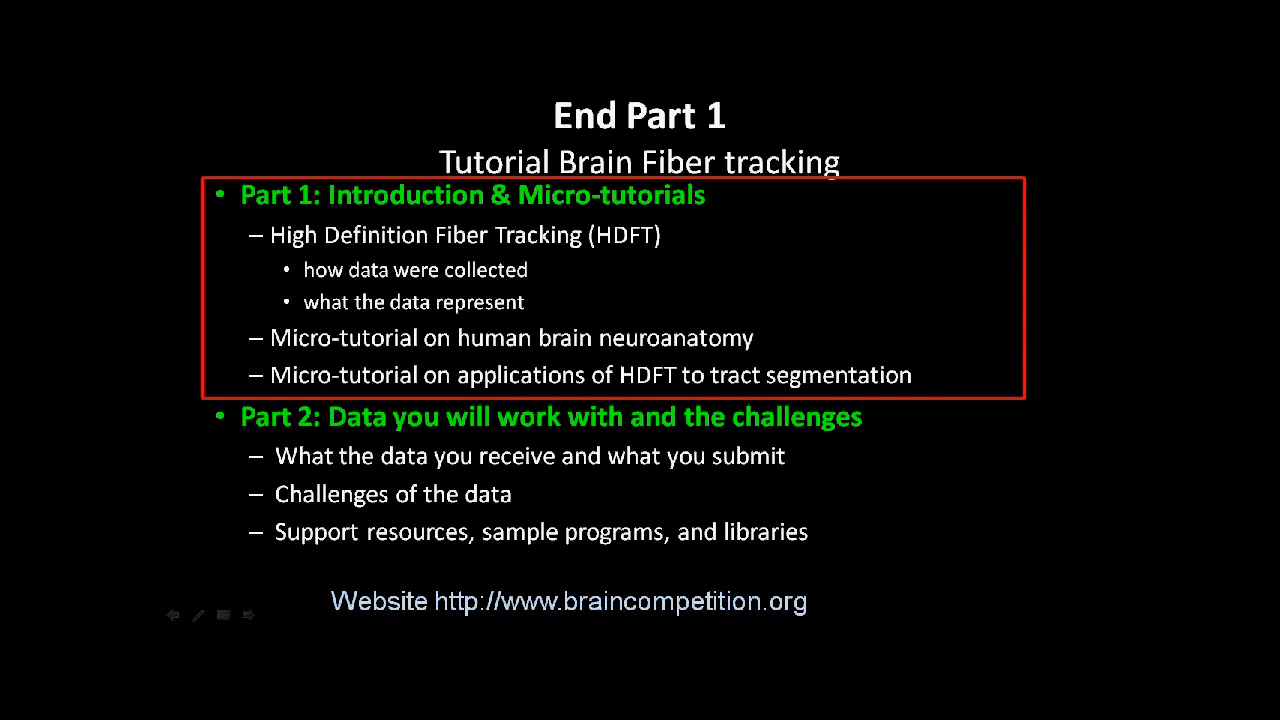 End Part 1
Tutorial Brain Fiber tracking
• Part 1: Introduction & Micro-tutorials
– High Definition Fiber Tracking (HDFT)
• how data were collected
• what the data represent
– Micro-tutorial on human brain neuroanatomy
– Micro-tutorial on applications of HDFT to tract segmentation
• Part 2: Data you will work with and the challenges
– What the data you receive and what you submit
– Challenges of the data
– Support resources, sample programs, and libraries
Website http://www.braincompetition.org